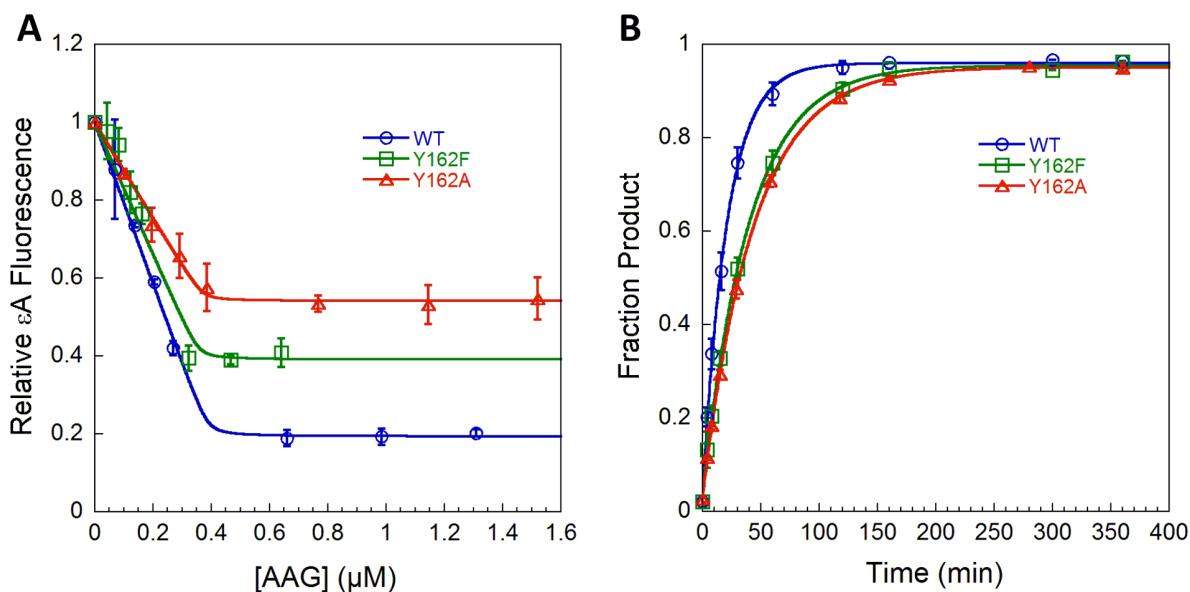 A
Relative εA Fluorescence
1.2
1
0.8
0.6
0.4
0.2
0
WT
Y162F
Y162A
0 0.2 0.4 0.6 0.8 1 1.2 1.4 1.6
[AAG] (μM)
B
Fraction Product
1
0.8
0.6
0.4
0.2
0
WT
Y162F
Y162A
0 50 100 150 200 250 300 350 400
Time (min)